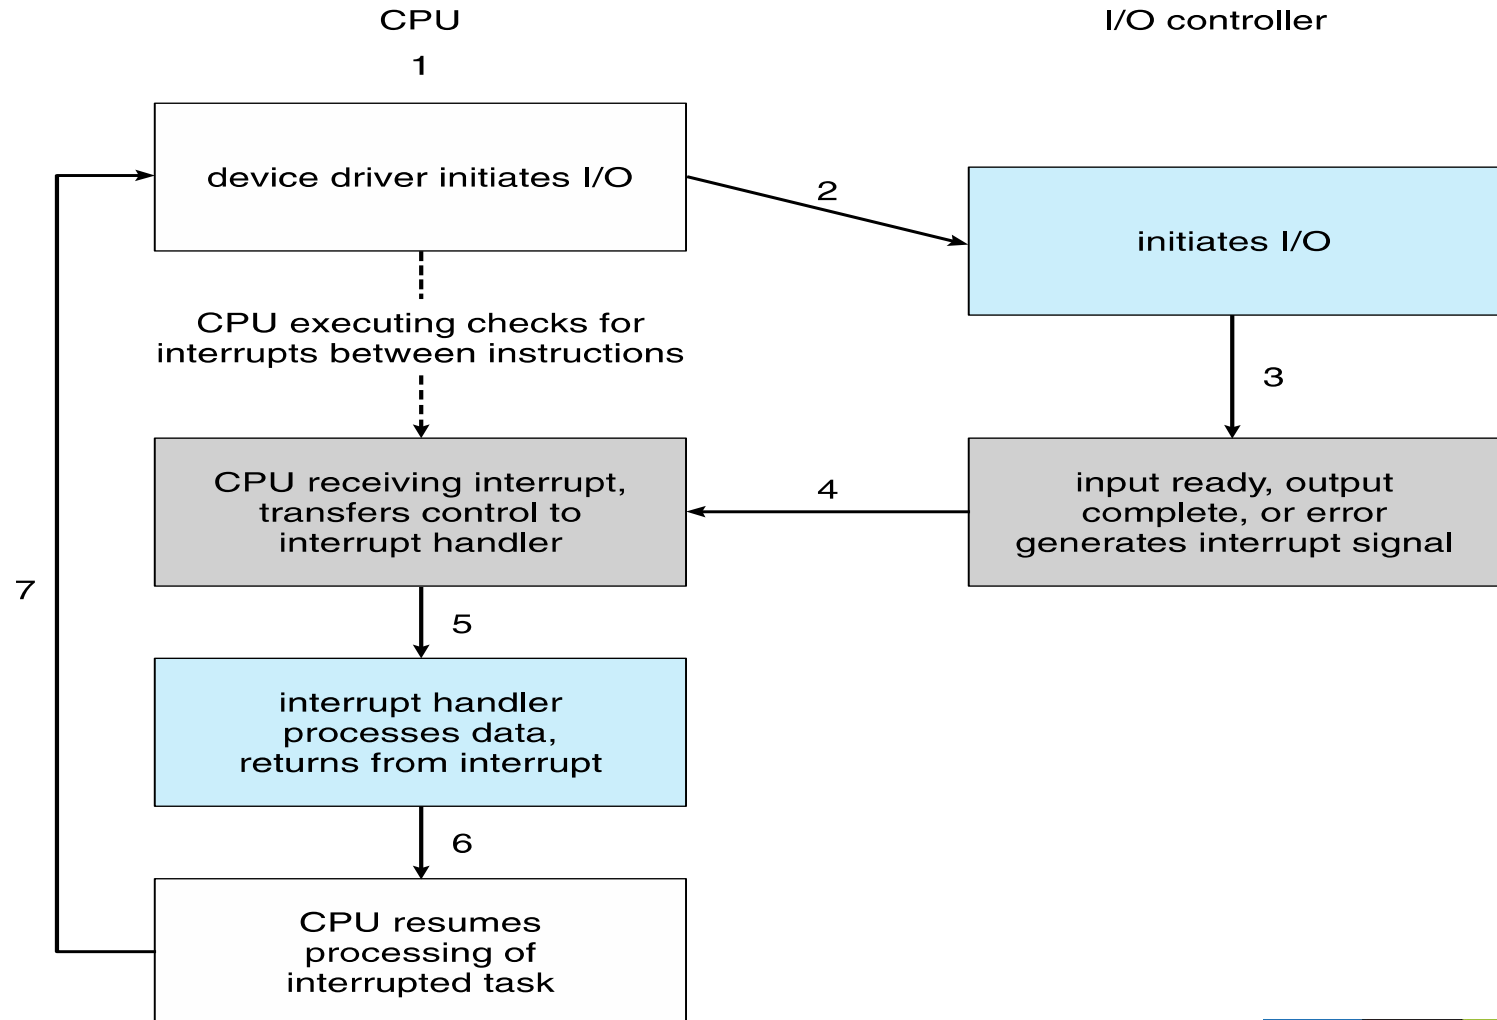 CPU
I/O controller
1
device driver initiates I/O
2
initiates I/O
CPU executing checks for
interrupts between instructions
3
CPU receiving interrupt,
transfers control to
interrupt handler
4
input ready, output
complete, or error
generates interrupt signal
7
5
interrupt handler
processes data,
returns from interrupt
6
CPU resumes
processing of
interrupted task